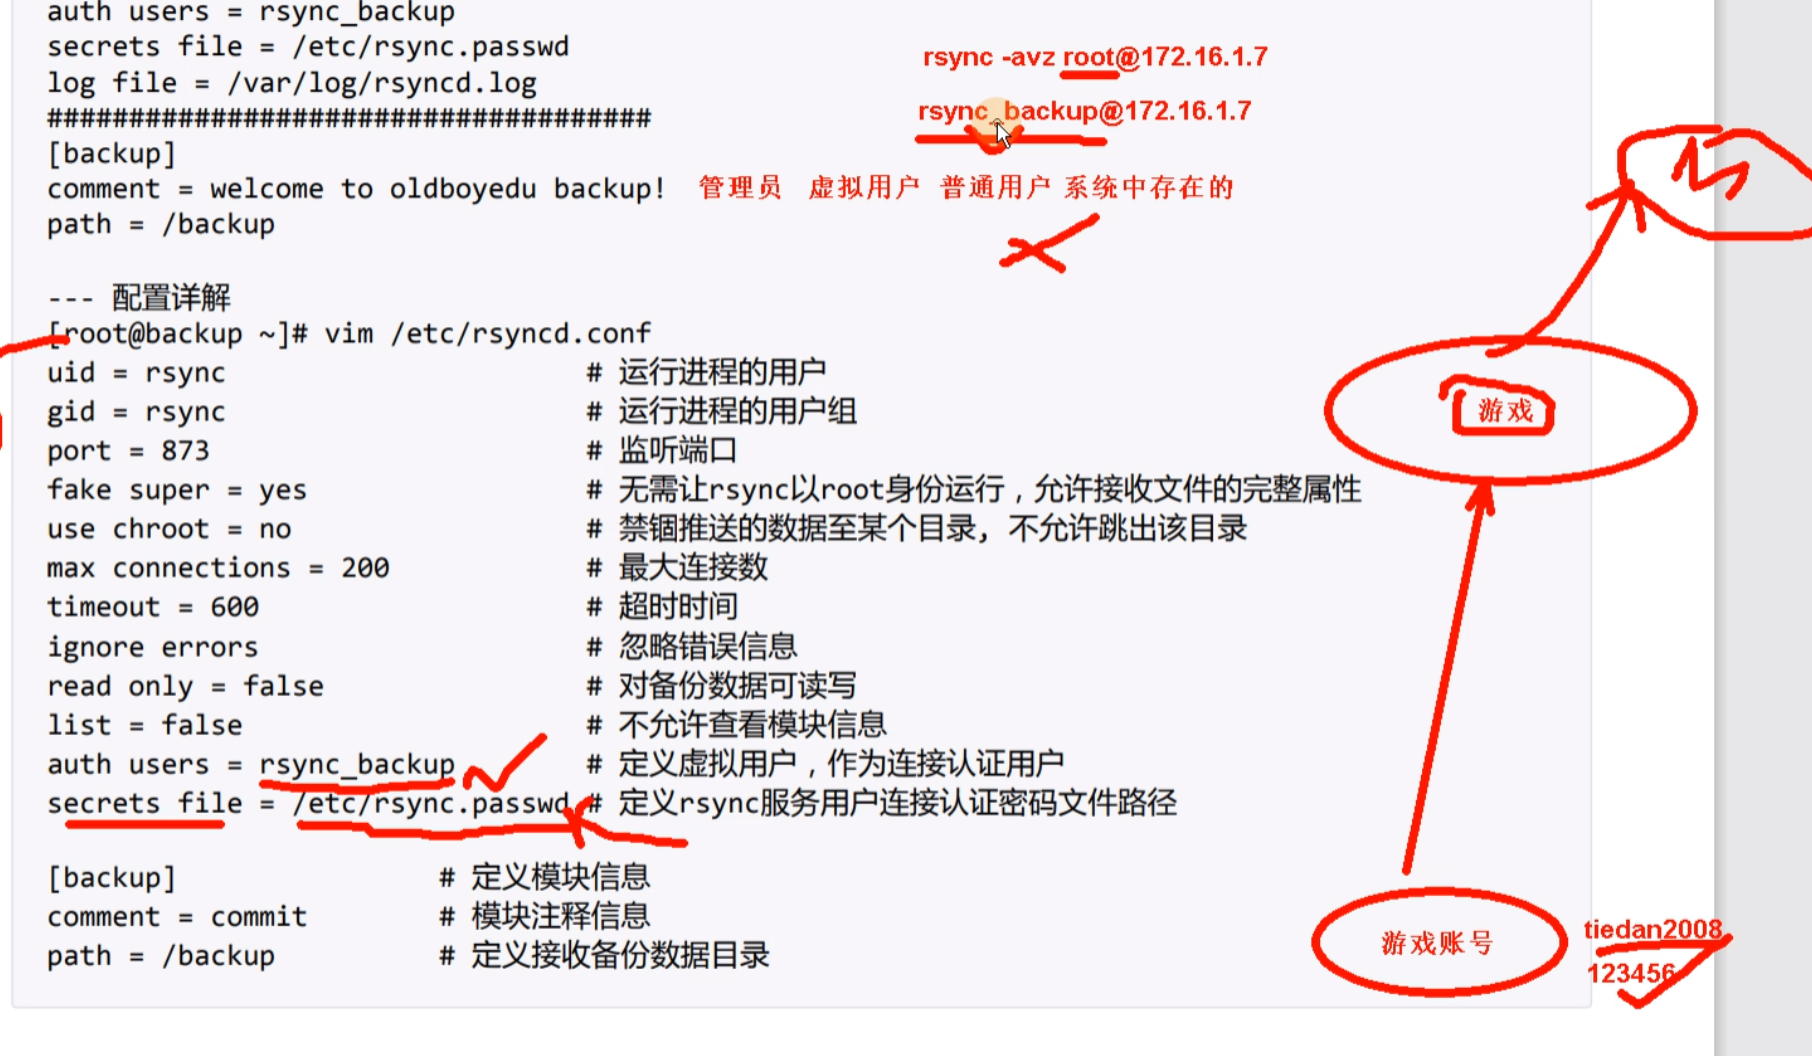 auth users = rsync_backup
secrets file = /etc/rsync.passwd
log file = /var/log/rsyncd.log
rsync -avz root@172.16.1.7
#####################################
rsync_backup@172.16.1.7
[backup]
comment = welcome to oldboyedu backup! 管理员 虚拟用户 普通用户 系统中存在的
path = /backup
--- 配置详解
[root@backup ~]# vim /etc/rsyncd.conf
uid = rsync # 运行进程的用户
gid = rsync # 运行进程的用户组
游戏
port = 873 # 监听端口
fake super = yes # 无需让rsync以root身份运行，允许接收文件的完整属性
use chroot = no # 禁锢推送的数据至某个目录, 不允许跳出该目录
max connections = 200 # 最大连接数
timeout = 600 # 超时时间
ignore errors # 忽略错误信息
read only = false # 对备份数据可读写
list = false # 不允许查看模块信息
auth users = rsync_backup # 定义虚拟用户，作为连接认证用户
secrets file = /etc/rsync.passwd # 定义rsync服务用户连接认证密码文件路径
[backup] # 定义模块信息
comment = commit # 模块注释信息
path = /backup # 定义接收备份数据目录
游戏账号
tiedan2008
123456